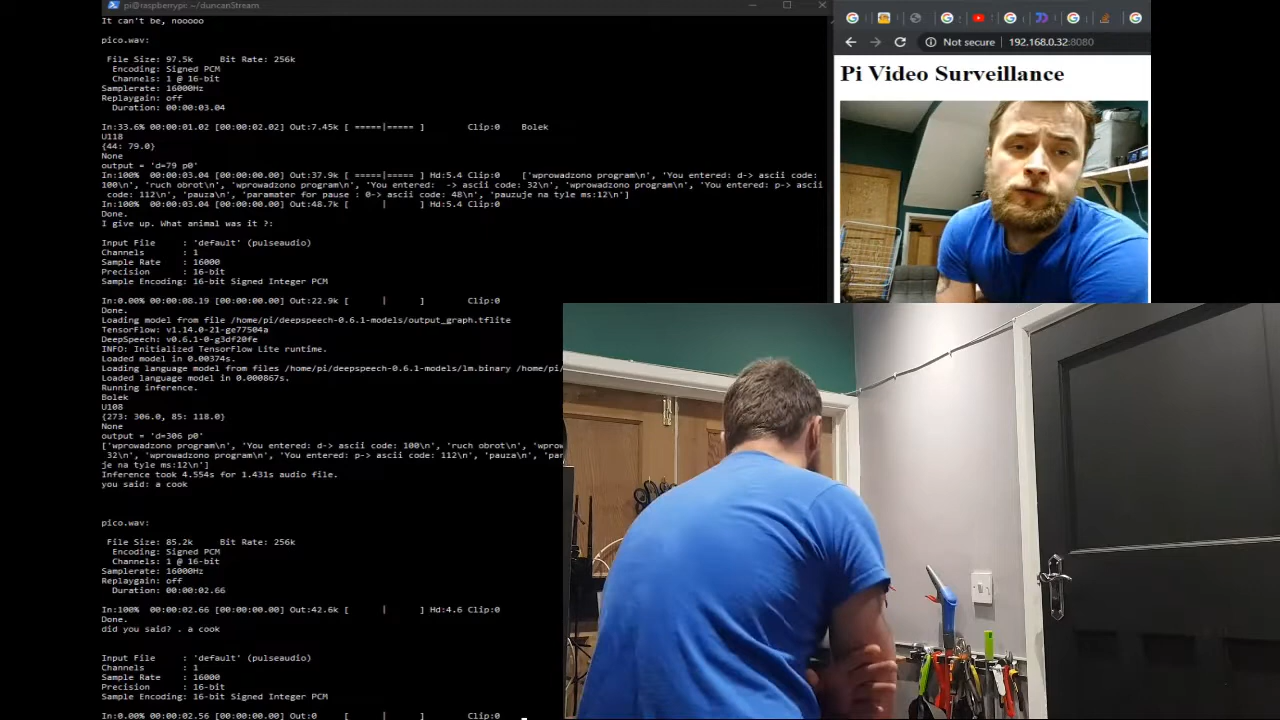 pi@raspberrypi: ~/duncanStream
It can't be, nooooo
pico.wav:
File Size: 97.5k Bit Rate: 256k
Encoding: Signed PCM
Channels: 1 @ 16-bit
Samplerate: 16000Hz
Replaygain: off
Duration: 00:00:03.04
In:33.6% 00:00:01.02 [00:00:02.02] Out:7.45k [ =====|===== ] Clip:0 Bolek
U118
{44: 79.0}
None
output = 'd=79 p0'
In:100% 00:00:03.04 [00:00:00.00] Out:37.9k [ =====|===== ] Hd:5.4 Clip:0 ['wprowadzono program\n', 'You entered: d-> ascii code:
100\n', 'ruch obrot\n', 'wprowadzono program\n', 'You entered:  -> ascii code: 32\n', 'wprowadzono program\n', 'You entered: p-> ascii
code: 112\n', 'pauza\n', 'paramater for pause : 0-> ascii code: 48\n', 'pauzuje na tyle ms:12\n']
In:100% 00:00:03.04 [00:00:00.00] Out:48.7k [ | ] Hd:5.4 Clip:0
Done.
I give up. What animal was it ?:
Input File : 'default' (pulseaudio)
Channels : 1
Sample Rate : 16000
Precision : 16-bit
Sample Encoding: 16-bit Signed Integer PCM
In:0.00% 00:00:08.19 [00:00:00.00] Out:22.9k [ | ] Clip:0
Done.
Loading model from file /home/pi/deepspeech-0.6.1-models/output_graph.tflite
TensorFlow: v1.14.0-21-ge77504a
DeepSpeech: v0.6.1-0-g3df20fe
INFO: Initialized TensorFlow Lite runtime.
Loaded model in 0.00374s.
Loading language model from files /home/pi/deepspeech-0.6.1-models/lm.binary /home/pi/
Loaded language model in 0.000867s.
Running inference.
Bolek
U108
{273: 306.0, 85: 118.0}
None
output = 'd=306 p0'
['wprowadzono program\n', 'You entered: d-> ascii code: 100\n', 'ruch obrot\n', 'wprow
32\n', 'wprowadzono program\n', 'You entered: p-> ascii code: 112\n', 'pauza\n', 'par
je na tyle ms:12\n']
Inference took 4.554s for 1.431s audio file.
you said: a cook
pico.wav:
File Size: 85.2k Bit Rate: 256k
Encoding: Signed PCM
Channels: 1 @ 16-bit
Samplerate: 16000Hz
Replaygain: off
Duration: 00:00:02.66
In:100% 00:00:02.66 [00:00:00.00] Out:42.6k [ | ] Hd:4.6 Clip:0
Done.
did you said? . a cook
Input File : 'default' (pulseaudio)
Channels : 1
Sample Rate : 16000
Precision : 16-bit
Sample Encoding: 16-bit Signed Integer PCM
In:0.00% 00:00:02.56 [00:00:00.00] Out:0 [ | ] Clip:0
Not secure | 192.168.0.32:8080
Pi Video Surveillance